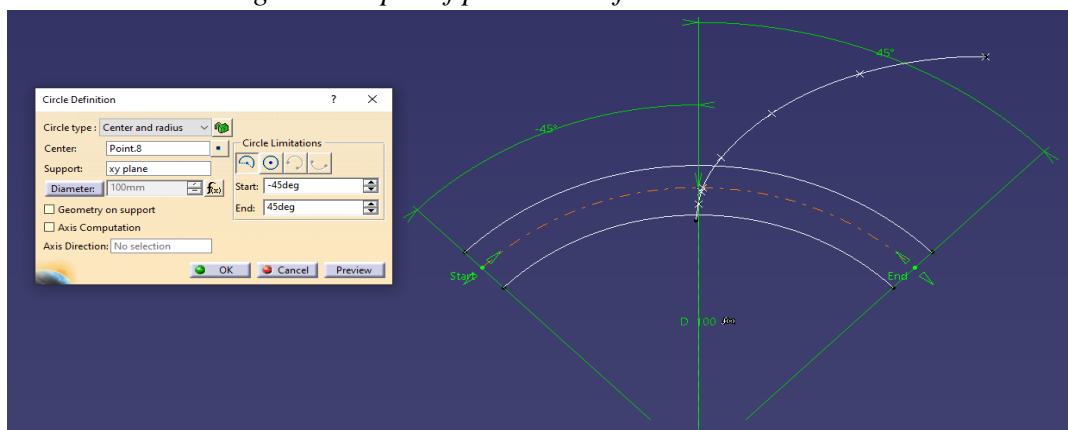 Circle Definition ? ×
Circle type : Center and radius
Center: Point.8
Support: xy plane
Diameter: 100mm f(x)
Geometry on support
Axis Computation
Axis Direction: No selection
Circle Limitations
Start: -45deg
End: 45deg
OK Cancel Preview
45°
-45°
Start
End
D 100 f(x)